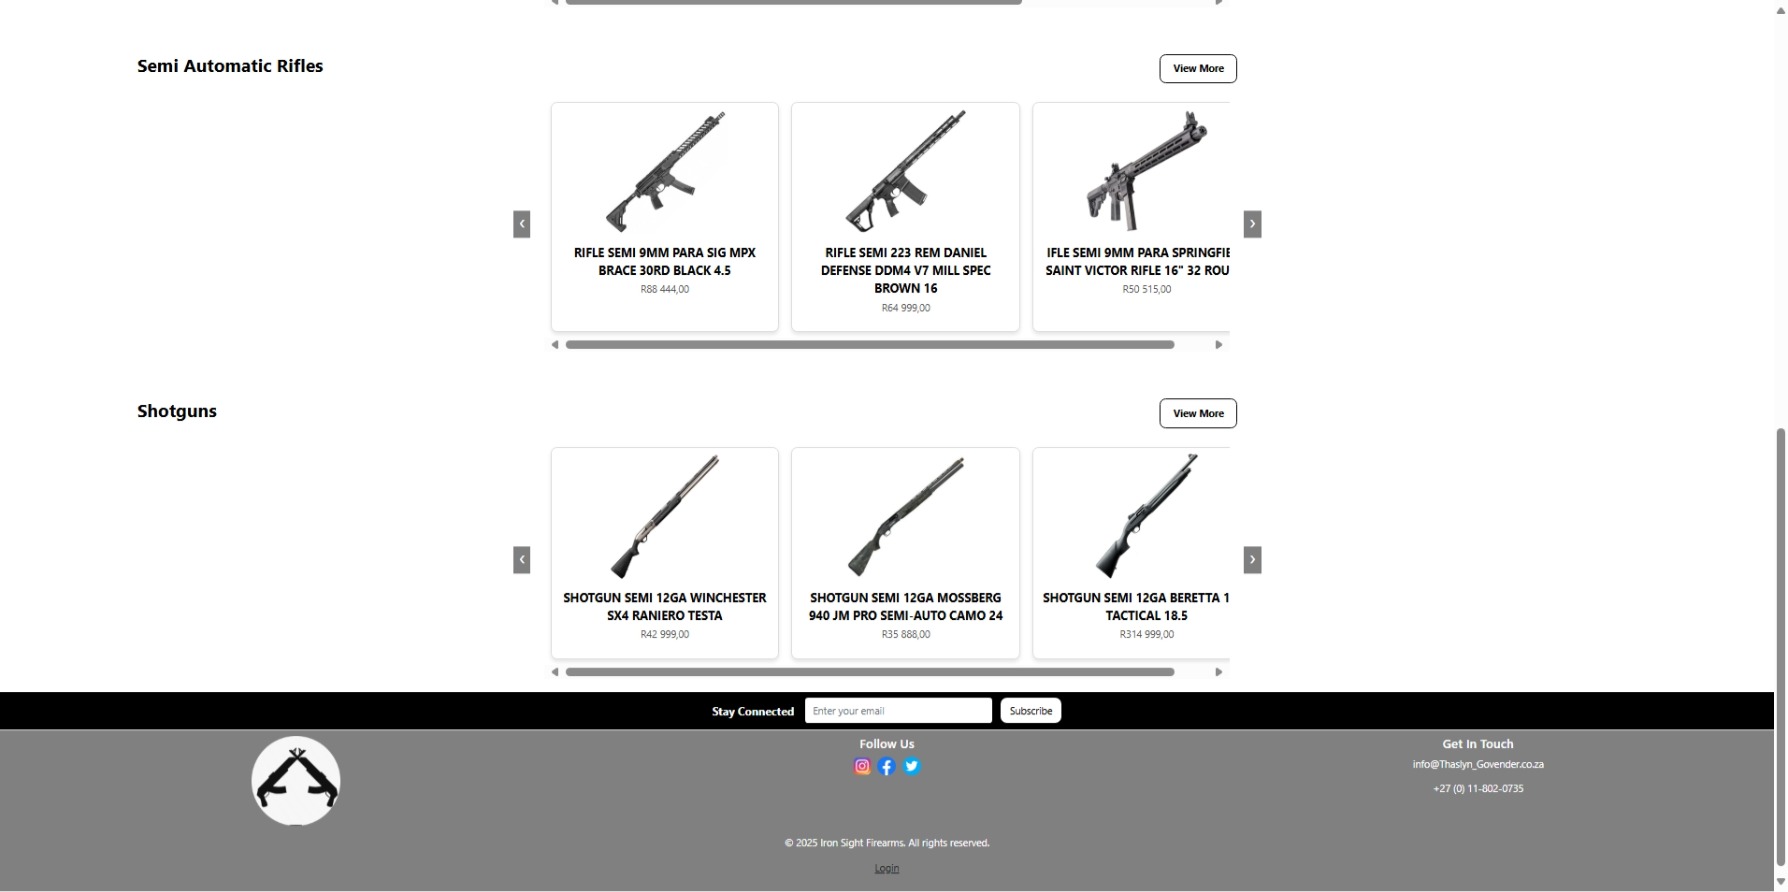 Semi Automatic Rifles
View More
RIFLE SEMI 9MM PARA SIG MPX
BRACE 30RD BLACK 4.5
R88 444,00
RIFLE SEMI 223 REM DANIEL
DEFENSE DDM4 V7 MILL SPEC
BROWN 16
R64 999,00
IFLE SEMI 9MM PARA SPRINGFIE
SAINT VICTOR RIFLE 16" 32 ROU
R50 515,00
Shotguns
View More
SHOTGUN SEMI 12GA WINCHESTER
SX4 RANIERO TESTA
R42 999,00
SHOTGUN SEMI 12GA MOSSBERG
940 JM PRO SEMI-AUTO CAMO 24
R35 888,00
SHOTGUN SEMI 12GA BERETTA 1
TACTICAL 18.5
R314 999,00
Stay Connected
Enter your email
Subscribe
Follow Us
Get In Touch
info@Thaslyn_Govender.co.za
+27 (0) 11-802-0735
© 2025 Iron Sight Firearms. All rights reserved.
Login